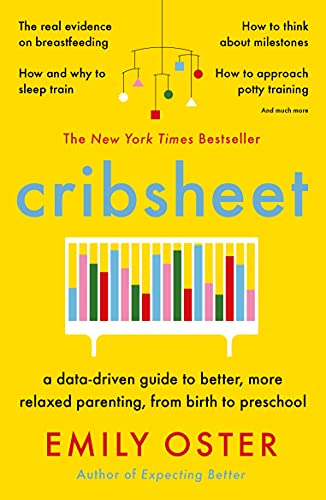 The real evidence
on breastfeeding
How to think
about milestones
How and why to
sleep train
How to approach
potty training
And much more
The New York Times Bestseller
cribsheet
a data-driven guide to better, more
relaxed parenting, from birth to preschool
EMILY OSTER
Author of Expecting Better